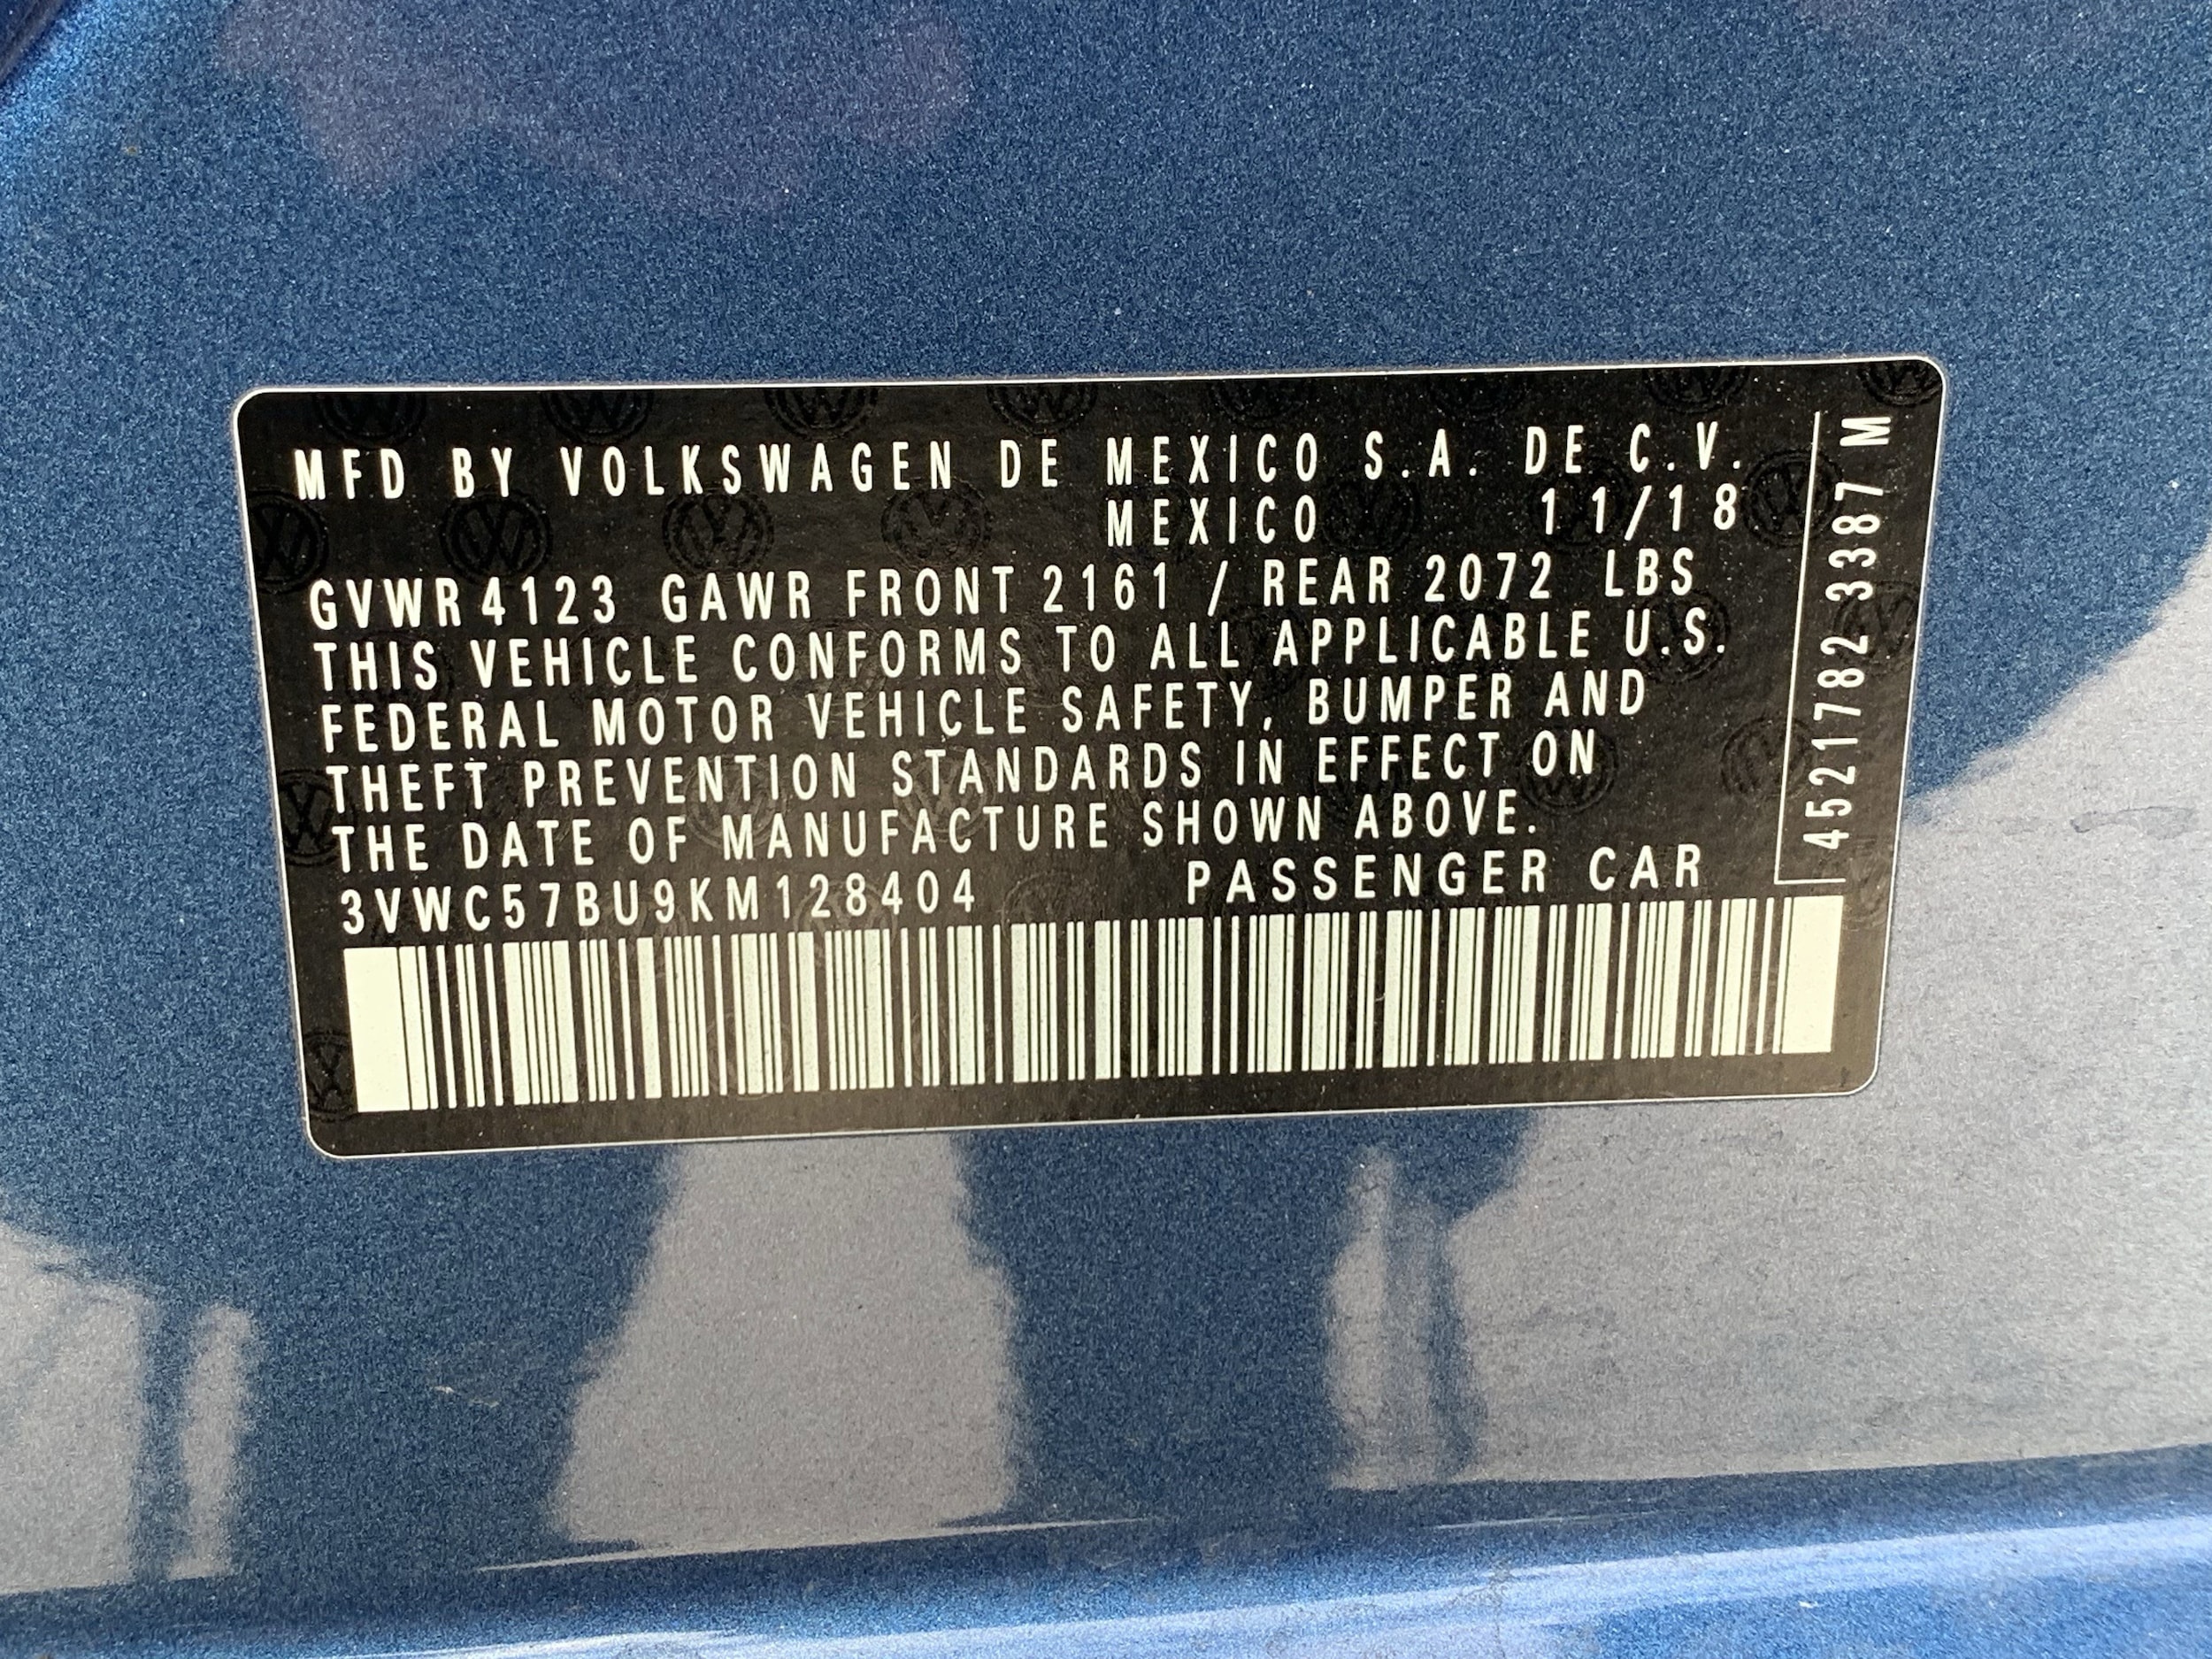 MFD BY VOLKSWAGEN DE MEXICO S.A. DE C.V.
MEXICO 11/18
GVWR 4123 GAWR FRONT 2161 / REAR 2072 LBS
THIS VEHICLE CONFORMS TO ALL APPLICABLE U.S.
FEDERAL MOTOR VEHICLE SAFETY, BUMPER AND
THEFT PREVENTION STANDARDS IN EFFECT ON
THE DATE OF MANUFACTURE SHOWN ABOVE.
3VWC57BU9KM128404 PASSENGER CAR
4521782 3387 M